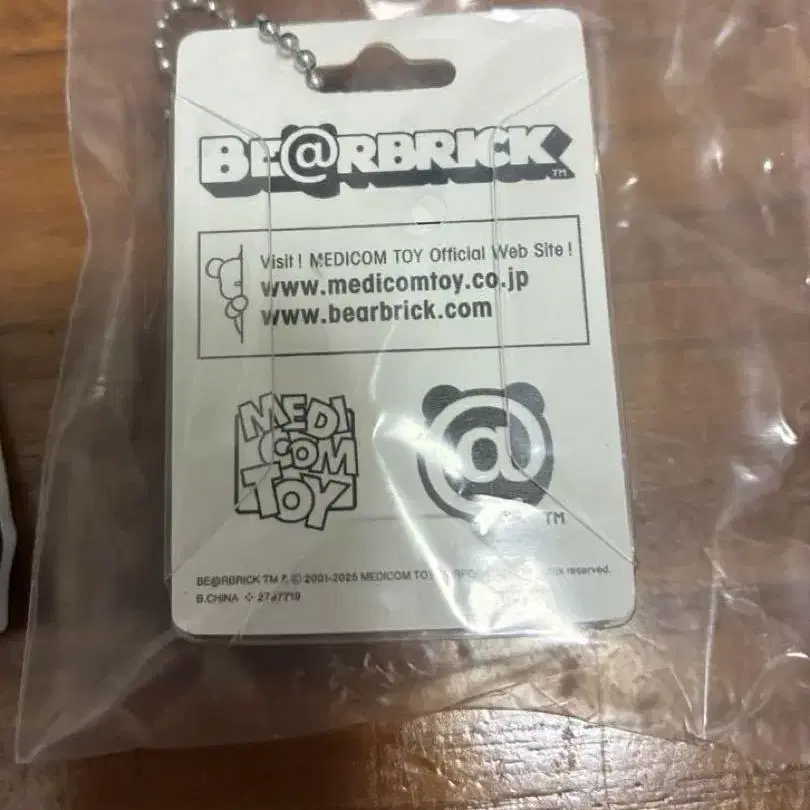 BE@RBRICK TM
Visit! MEDICOM TOY Official Web Site!
www.medicomtoy.co.jp
www.bearbrick.com
MEDI
COM
TOY
@ TM
BE@RBRICK TM & © 2001-2025 MEDICOM TOY reserved.
B.CHINA